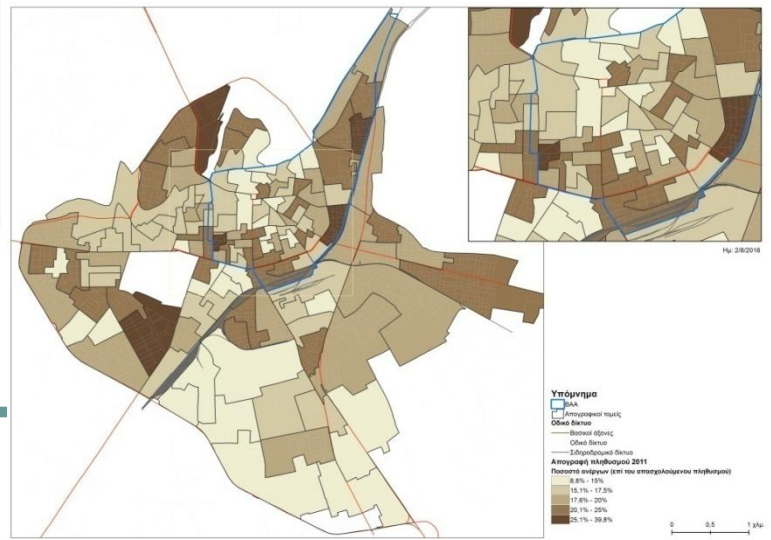 Ημ: 2/8/2016
Υπόμνημα
ΒΑΑ
Απογραφικοί τομείς
Οδικό δίκτυο
Βασικοί άξονες
Οδικό δίκτυο
Σιδηροδρομικό δίκτυο
Απογραφή πληθυσμού 2011
Ποσοστό ανέργων (επί του απασχολούμενου πληθυσμού)
8,8% - 15%
15,1% - 17,5%
17,6% - 20%
20,1% - 25%
25,1% - 39,8%
0 0,5 1 χλμ.